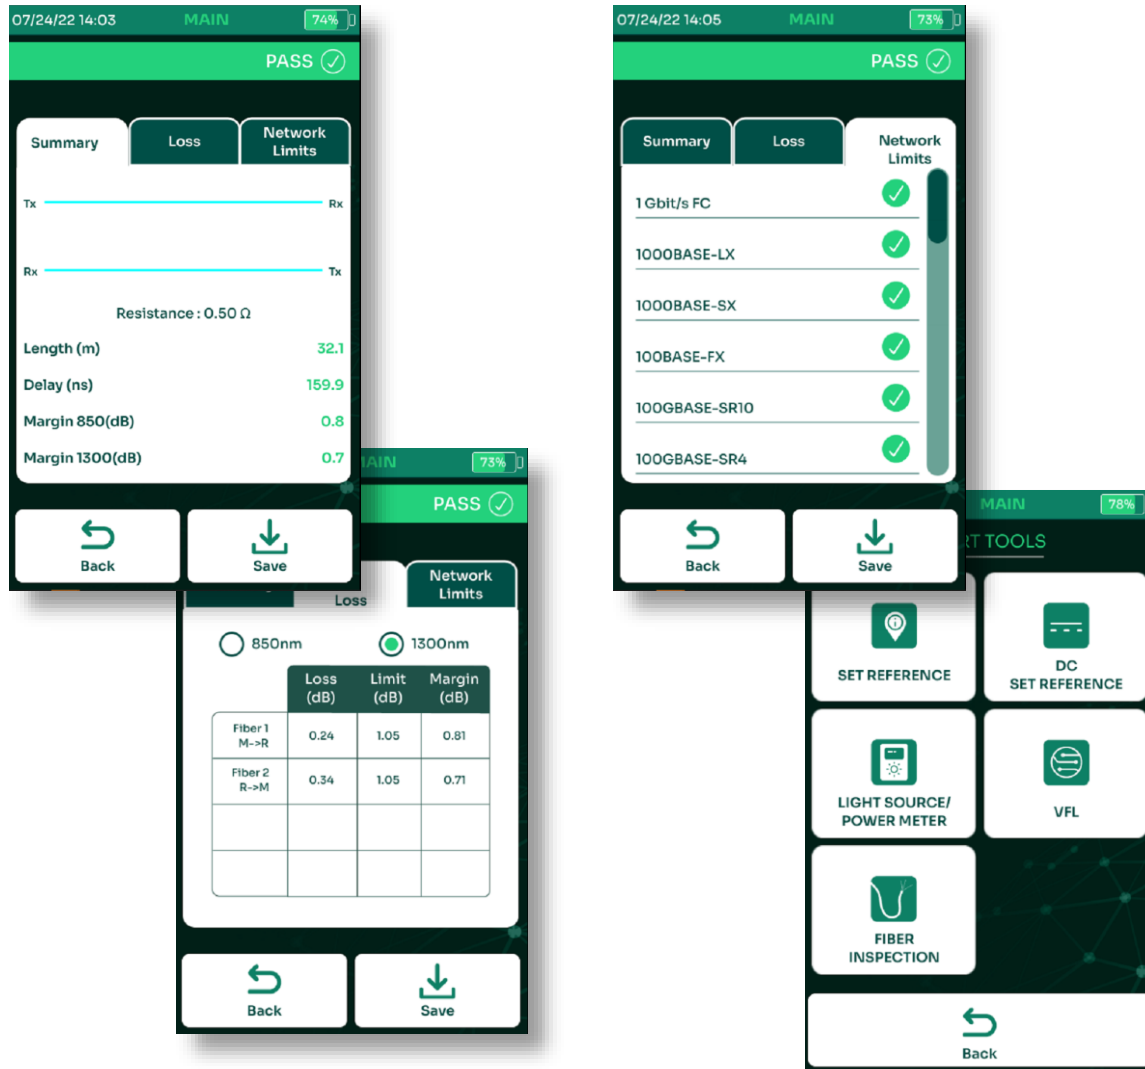 07/24/22 14:03 MAIN 74%
PASS
Summary Loss Network
Limits
Tx Rx
Rx Tx
Resistance : 0.50 Ω
Length (m) 32.1
Delay (ns) 159.9
Margin 850(dB) 0.8
Margin 1300(dB) 0.7
Back Save
73%
PASS
Loss Network
Limits
850nm 1300nm
Loss
(dB) Limit
(dB) Margin
(dB)
Fiber 1
M->R 0.24 1.05 0.81
Fiber 2
R->M 0.34 1.05 0.71
Back Save
07/24/22 14:05 MAIN 73%
PASS
Summary Loss Network
Limits
1 Gbit/s FC
1000BASE-LX
1000BASE-SX
100BASE-FX
100GBASE-SR10
100GBASE-SR4
Back Save
MAIN 78%
TOOLS
SET REFERENCE
DC
SET REFERENCE
LIGHT SOURCE/
POWER METER
VFL
FIBER
INSPECTION
Back